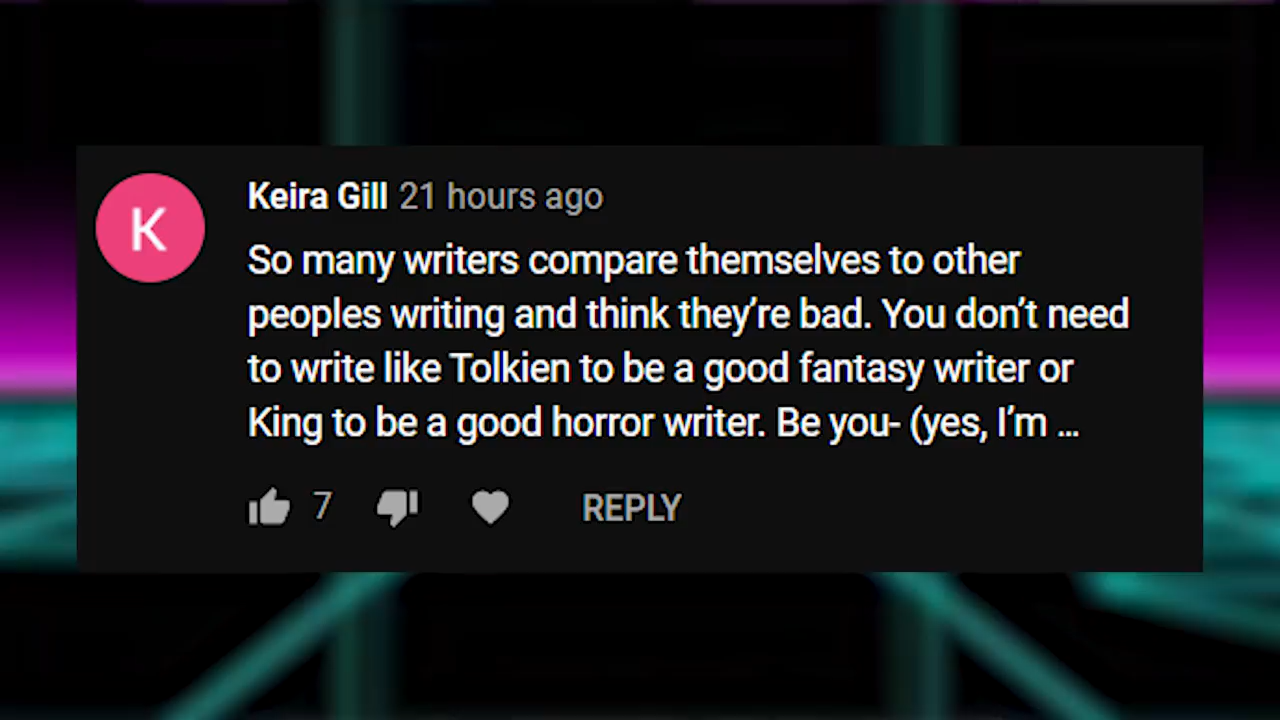 K
Keira Gill 21 hours ago
So many writers compare themselves to other
peoples writing and think they’re bad. You don’t need
to write like Tolkien to be a good fantasy writer or
King to be a good horror writer. Be you- (yes, I’m ...
7 REPLY